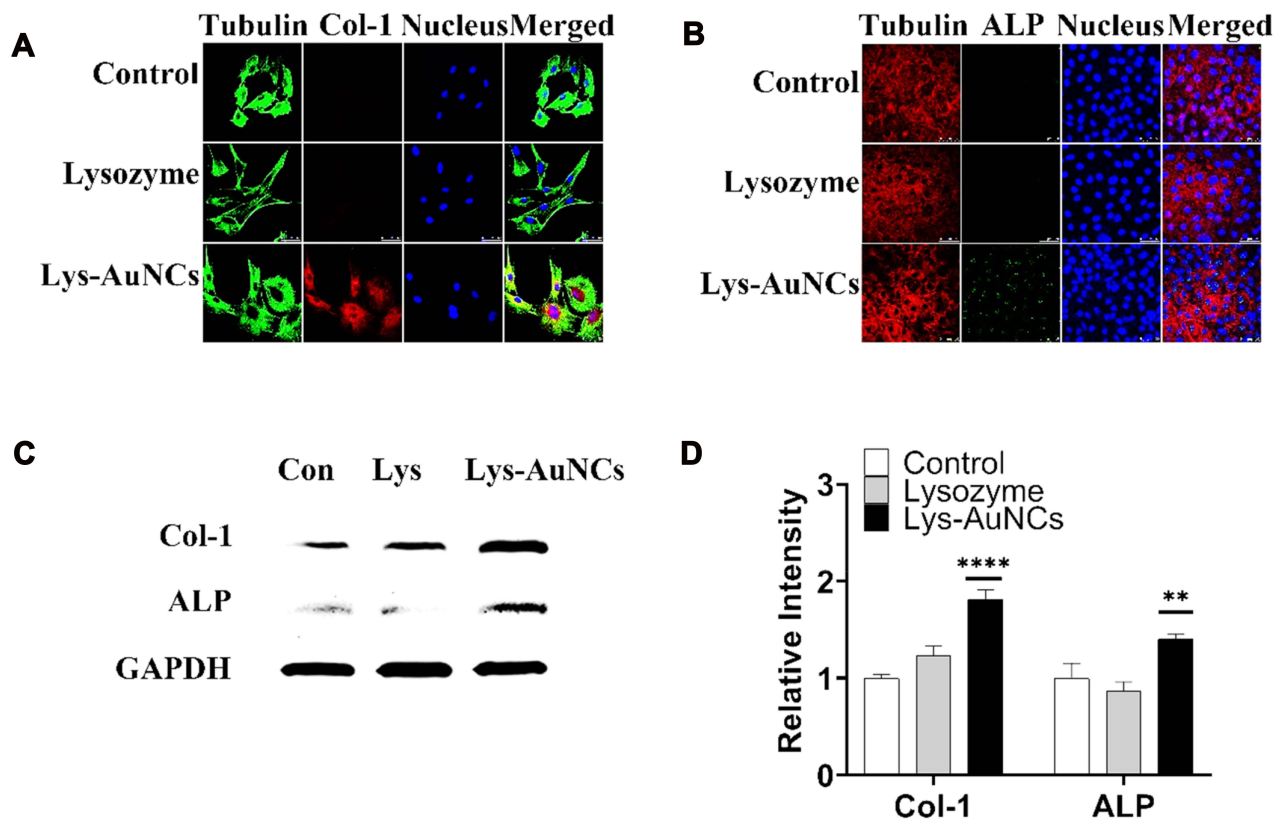 A
Tubulin Col-1 Nucleus Merged
Control
Lysozyme
Lys-AuNCs
B
Tubulin ALP Nucleus Merged
Control
Lysozyme
Lys-AuNCs
C
Con Lys Lys-AuNCs
Col-1
ALP
GAPDH
D
Control
Lysozyme
Lys-AuNCs
Relative Intensity
3
2
1
0
****
**
Col-1 ALP